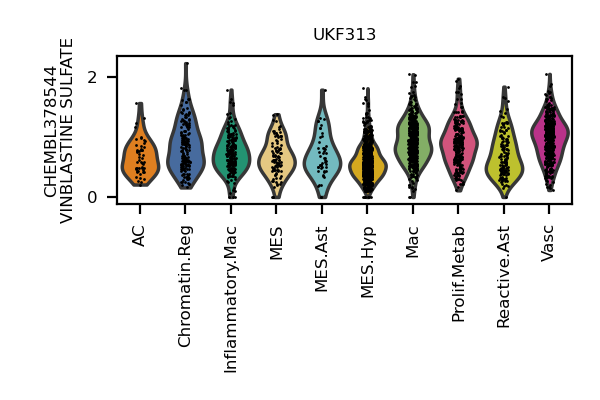 UKF313
CHEMBL378544
VINBLASTINE SULFATE
2
0
AC
Chromatin.Reg
Inflammatory.Mac
MES
MES.Ast
MES.Hyp
Mac
Prolif.Metab
Reactive.Ast
Vasc